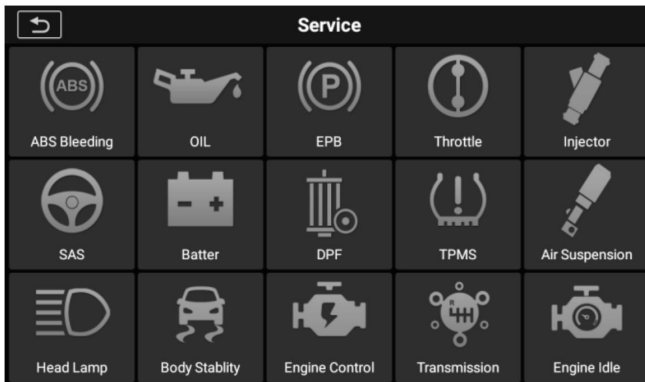 Service
ABS
P
ABS Bleeding
OIL
EPB
Throttle
Injector
SAS
Batter
DPF
TPMS
Air Suspension
R
Head Lamp
Body Stablity
Engine Control
Transmission
Engine Idle